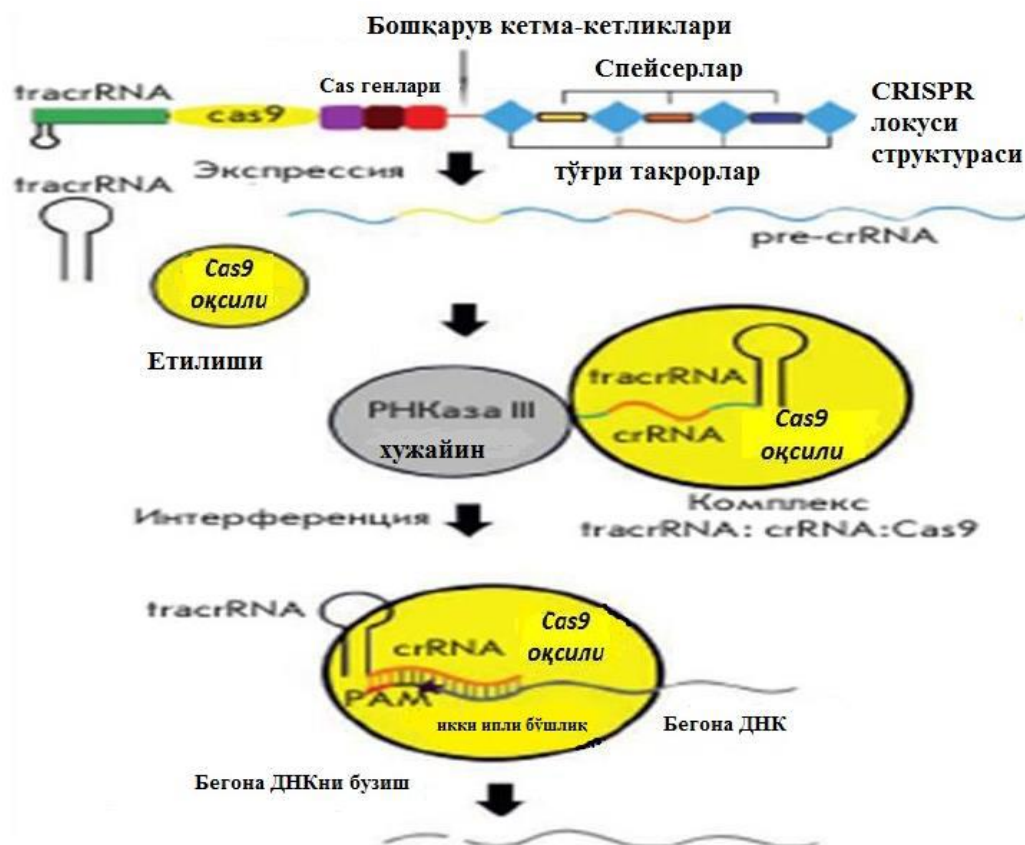 Бошқарув кетма-кетликлари
Cas генлари
Спейсерлар
tracrRNA
cas9
CRISPR
локуси
структураси
Экспрессия
тўғри такрорлар
tracrRNA
pre-crRNA
Cas9
оқсили
Етилиши
tracrRNA
РНКаза III
хужайин
crRNA
Cas9
оқсили
Комплекс
tracrRNA: crRNA:Cas9
Интерференция
tracrRNA
Cas9
оқсили
crRNA
PAM
икки ипли бўшлиқ
Бегона ДНК
Бегона ДНКни бузиш